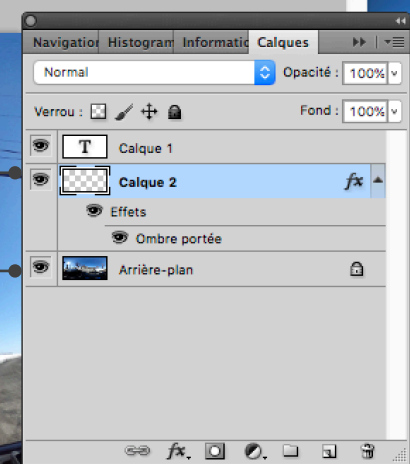 Navigation Histogram Informatio Calques
Normal Opacité : 100%
Verrou : Fond : 100%
T Calque 1
Calque 2 fx
Effets
Ombre portée
Arrière-plan
fx